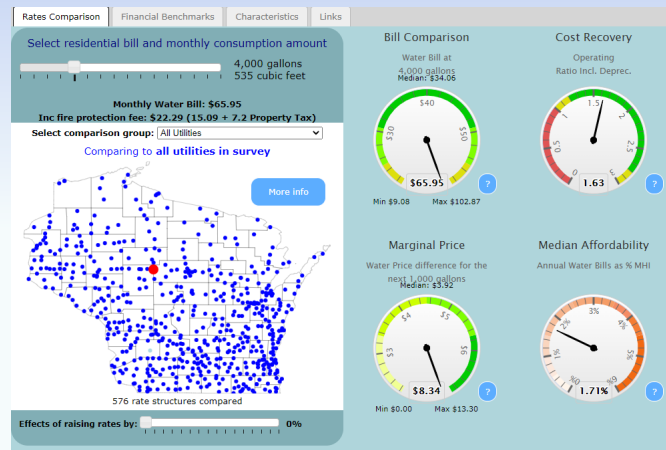 Rates Comparison
Financial Benchmarks
Characteristics
Links
Select residential bill and monthly consumption amount
4,000 gallons
535 cubic feet
Monthly Water Bill: $65.95
Inc fire protection fee: $22.29 (15.09 + 7.2 Property Tax)
Select comparison group: All Utilities
Comparing to all utilities in survey
More info
576 rate structures compared
Effects of raising rates by: 0%
Bill Comparison
Water Bill at
4,000 gallons
Median: $34.06
$30
$40
$50
$65.95
?
Min $9.08 Max $102.87
Cost Recovery
Operating
Ratio Incl. Deprec.
0
0.5
1
1.5
2
2.5
3
1.63
?
Marginal Price
Water Price difference for the
next 1,000 gallons
Median: $3.92
$3
$4
$5
$6
$8.34
?
Min $0.00 Max $13.30
Median Affordability
Annual Water Bills as % MHI
0%
1%
2%
3%
4%
5%
6%
1.71%
?